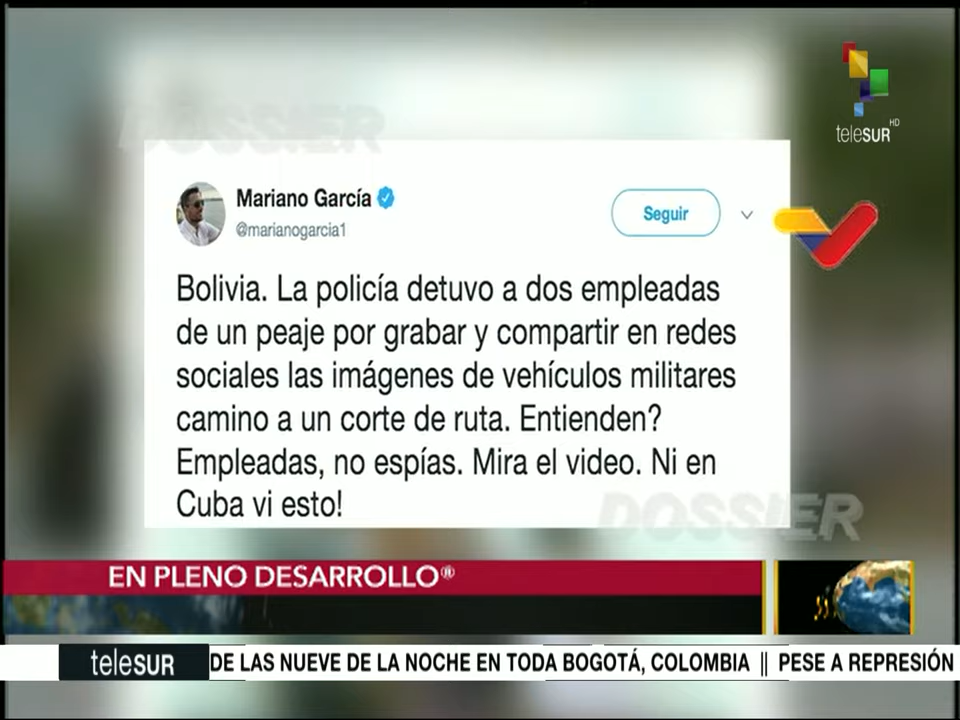 DOSSIER
teleSUR HD
Mariano García
@marianogarcia1
Seguir
Bolivia. La policía detuvo a dos empleadas
de un peaje por grabar y compartir en redes
sociales las imágenes de vehículos militares
camino a un corte de ruta. Entienden?
Empleadas, no espías. Mira el video. Ni en
Cuba vi esto!
DOSSIER
EN PLENO DESARROLLO®
teleSUR DE LAS NUEVE DE LA NOCHE EN TODA BOGOTÁ, COLOMBIA || PESE A REPRESIÓN